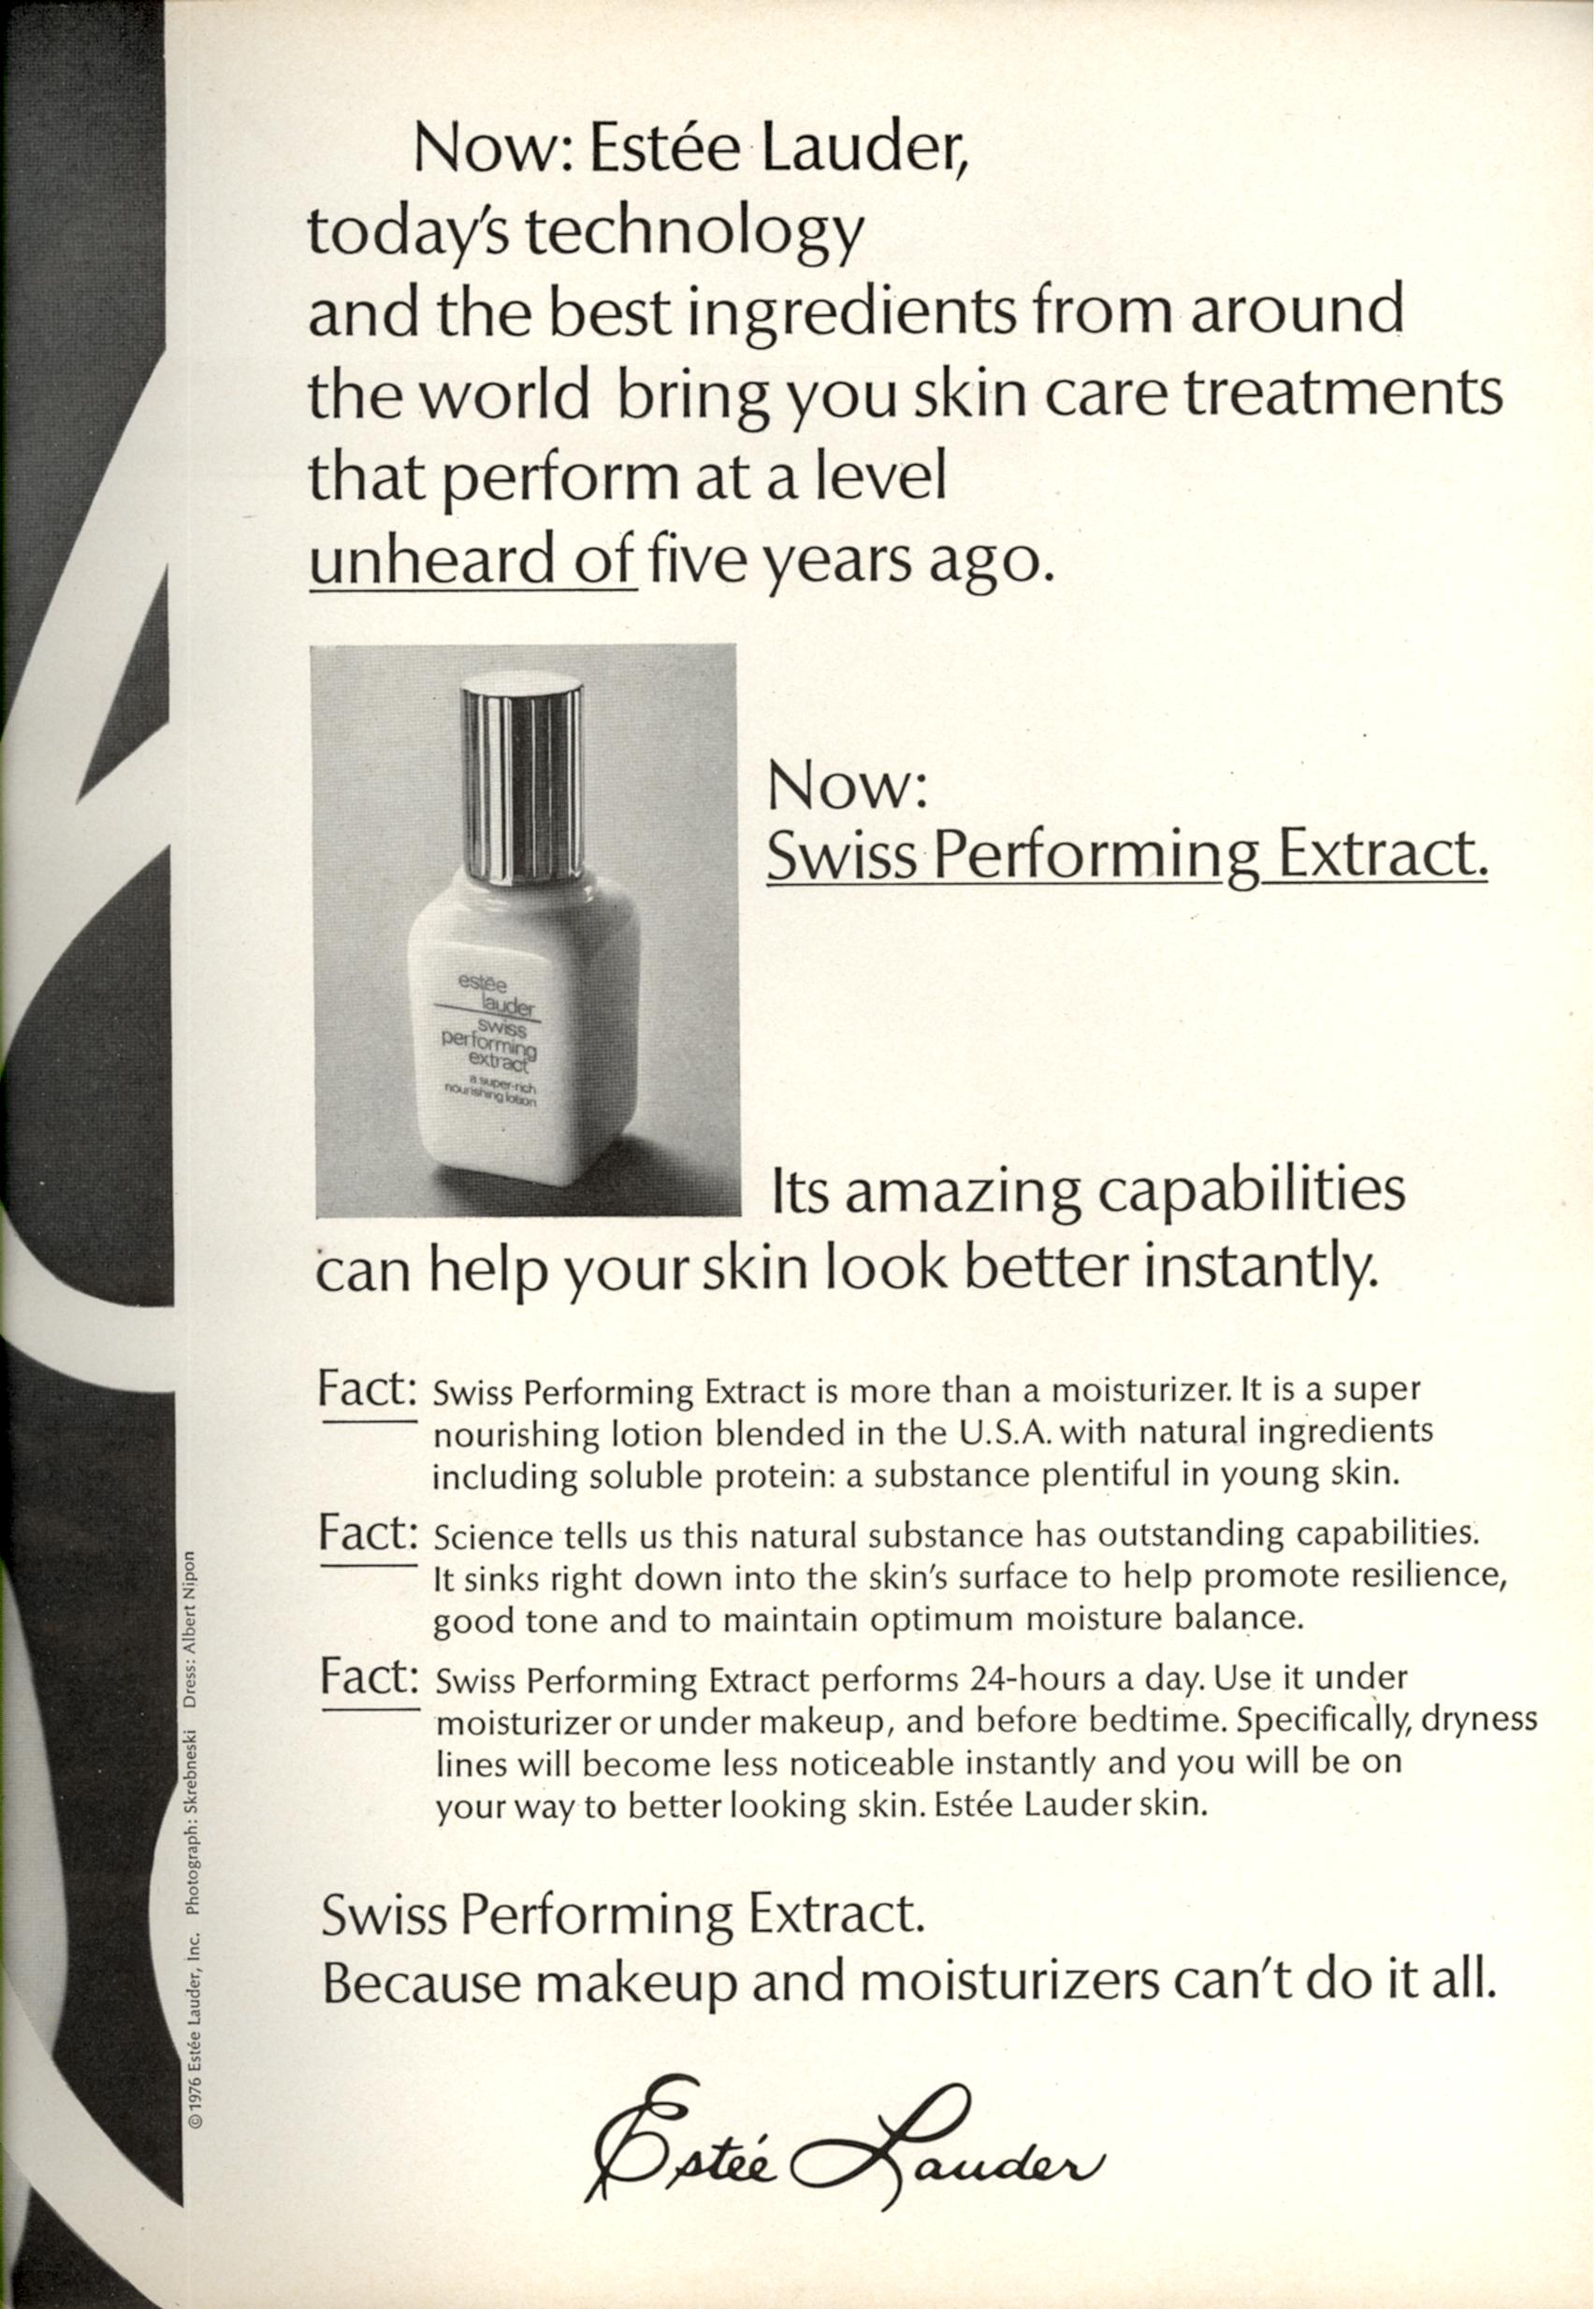 Now: Estée Lauder,
today's technology
and the best ingredients from around
the world bring you skin care treatments
that perform at a level
unheard of five years ago.
estēe
lauder
swiss
performing
extract
a super-rich
nourishing lotion
Now:
Swiss Performing Extract.
Its amazing capabilities
can help your skin look better instantly.
Fact: Swiss Performing Extract is more than a moisturizer. It is a super
nourishing lotion blended in the U.S.A. with natural ingredients
including soluble protein: a substance plentiful in young skin.
Fact: Science tells us this natural substance has outstanding capabilities.
It sinks right down into the skin's surface to help promote resilience,
good tone and to maintain optimum moisture balance.
Fact: Swiss Performing Extract performs 24-hours a day. Use it under
moisturizer or under makeup, and before bedtime. Specifically, dryness
lines will become less noticeable instantly and you will be on
your way to better looking skin. Estée Lauder skin.
Swiss Performing Extract.
Because makeup and moisturizers can't do it all.
Estée Lauder
©1976 Estée Lauder, Inc. Photograph: Skrebneski Dress: Albert Nipon